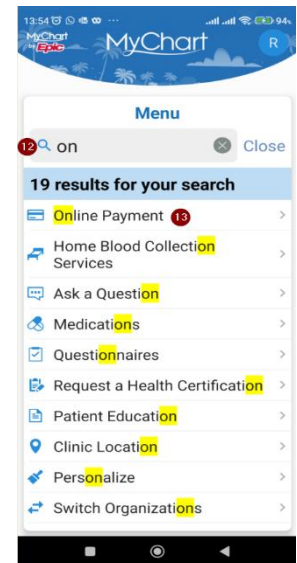 13:54
94%
MyChart
by Epic
MyChart
R
Menu
12 on Close
19 results for your search
Online Payment 13
Home Blood Collection
Services
Ask a Question
Medications
Questionnaires
Request a Health Certification
Patient Education
Clinic Location
Personalize
Switch Organizations